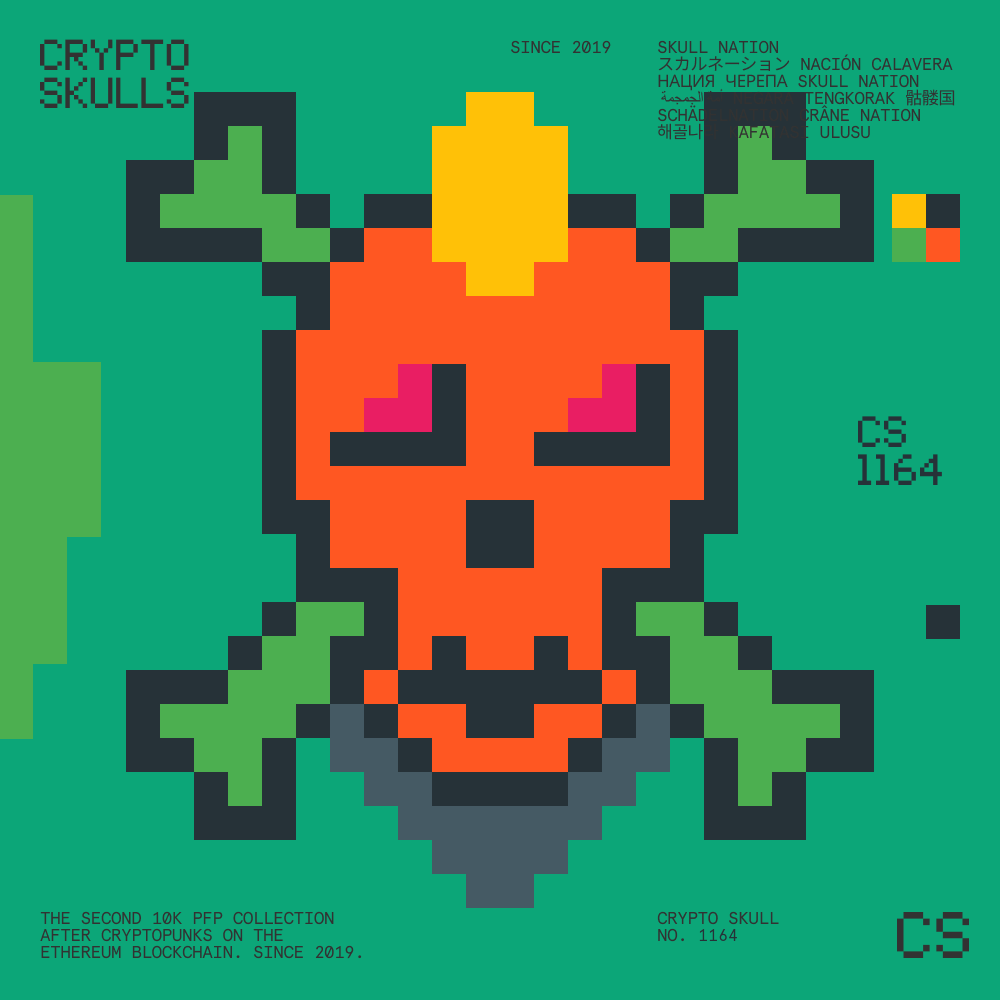 CRYPTO
SKULLS
SINCE 2019
SKULL NATION
スカルネーション NACIÓN CALAVERA
НАЦИЯ ЧЕРЕПА SKULL NATION
TENGKORAK 骷髅国
CRÂNE NATION
ULUSU
CS
1164
THE SECOND 10K PFP COLLECTION
AFTER CRYPTOPUNKS ON THE
ETHEREUM BLOCKCHAIN. SINCE 2019.
CRYPTO SKULL
NO. 1164
CS